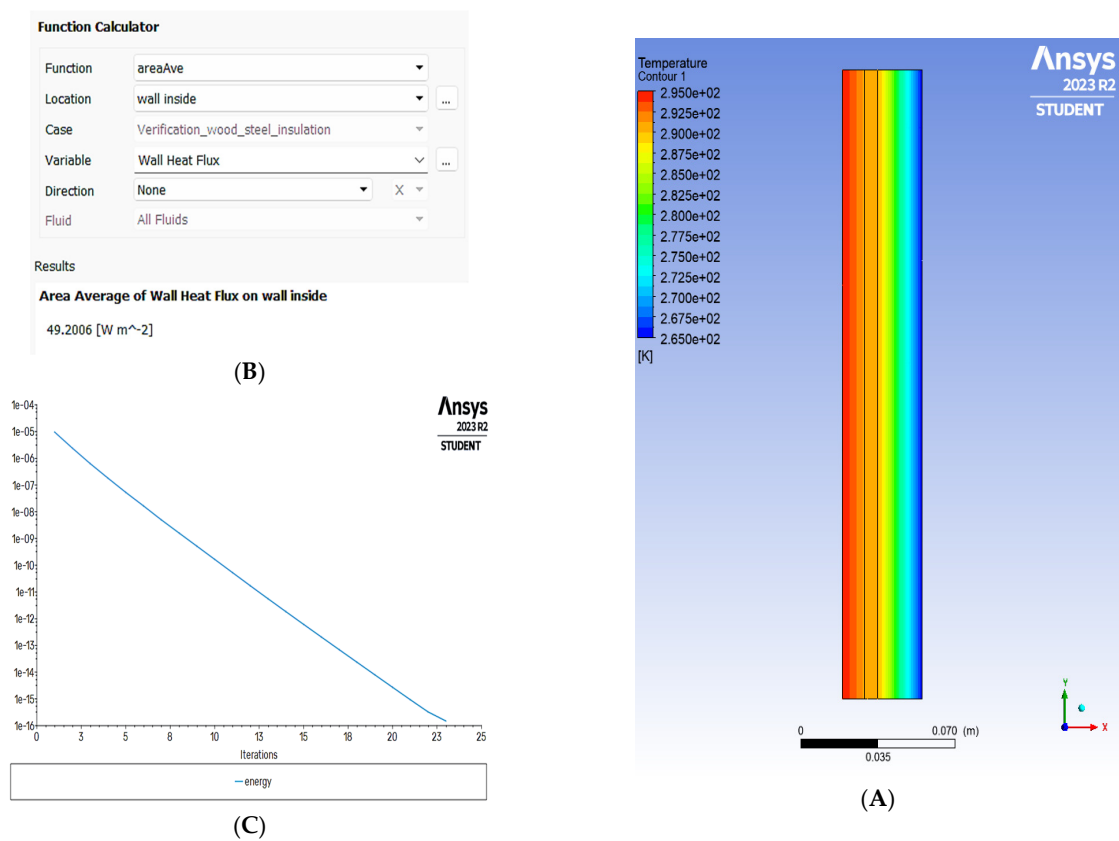 Function Calculator
Function areaAve
Location wall inside ...
Case Verification_wood_steel_insulation
Variable Wall Heat Flux ...
Direction None X
Fluid All Fluids
Results
Area Average of Wall Heat Flux on wall inside
49.2006 [W m^-2]
(B)
Ansys
2023 R2
STUDENT
1e-04
1e-05
1e-06
1e-07
1e-08
1e-09
1e-10
1e-11
1e-12
1e-13
1e-14
1e-15
1e-16
0 3 5 8 10 13 15 18 20 23 25
Iterations
energy
(C)
Ansys
2023 R2
STUDENT
Temperature
Contour 1
2.950e+02
2.925e+02
2.900e+02
2.875e+02
2.850e+02
2.825e+02
2.800e+02
2.775e+02
2.750e+02
2.725e+02
2.700e+02
2.675e+02
2.650e+02
[K]
Y
X
0 0.070 (m)
0.035
(A)